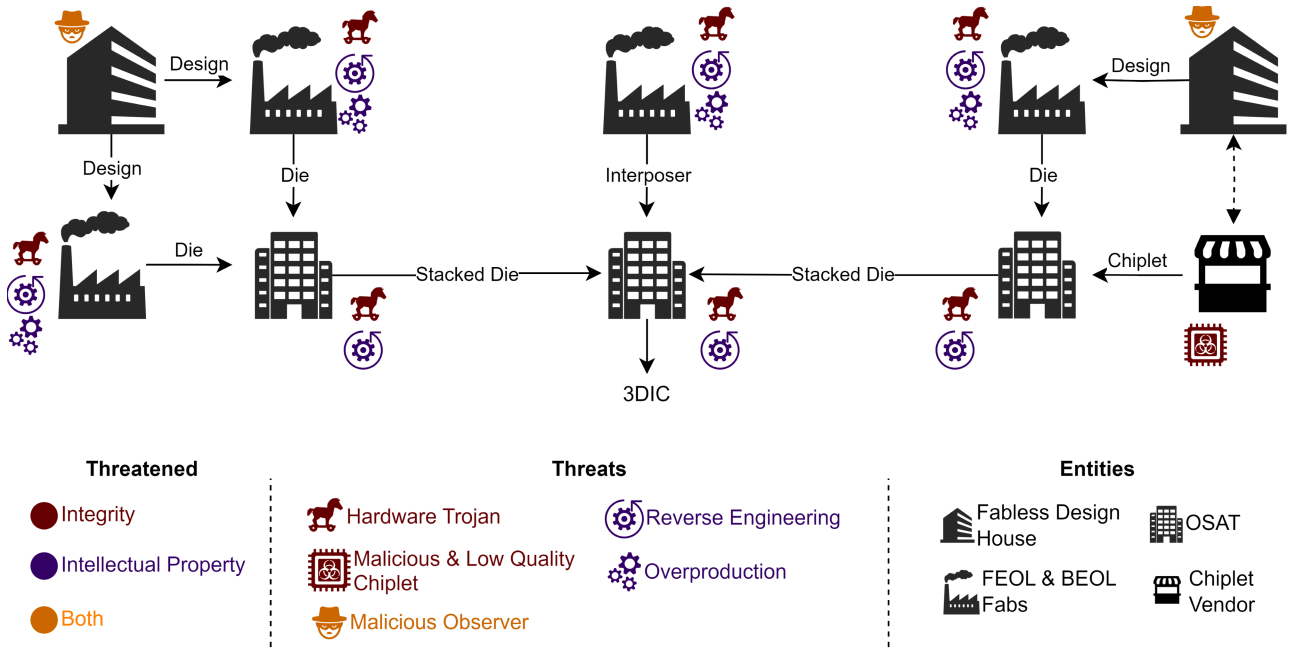 Design
Design
Design
Die
Interposer
Die
Die
Stacked Die
Stacked Die
Chiplet
3DIC
Threatened
Integrity
Intellectual Property
Both
Threats
Hardware Trojan
Malicious & Low Quality
Chiplet
Malicious Observer
Reverse Engineering
Overproduction
Entities
Fabless Design
House
FEOL & BEOL
Fabs
OSAT
Chiplet
Vendor